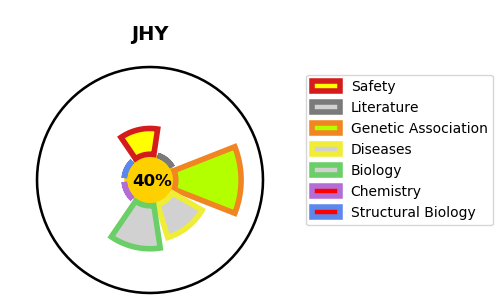 JHY
40%
Safety
Literature
Genetic Association
Diseases
Biology
Chemistry
Structural Biology